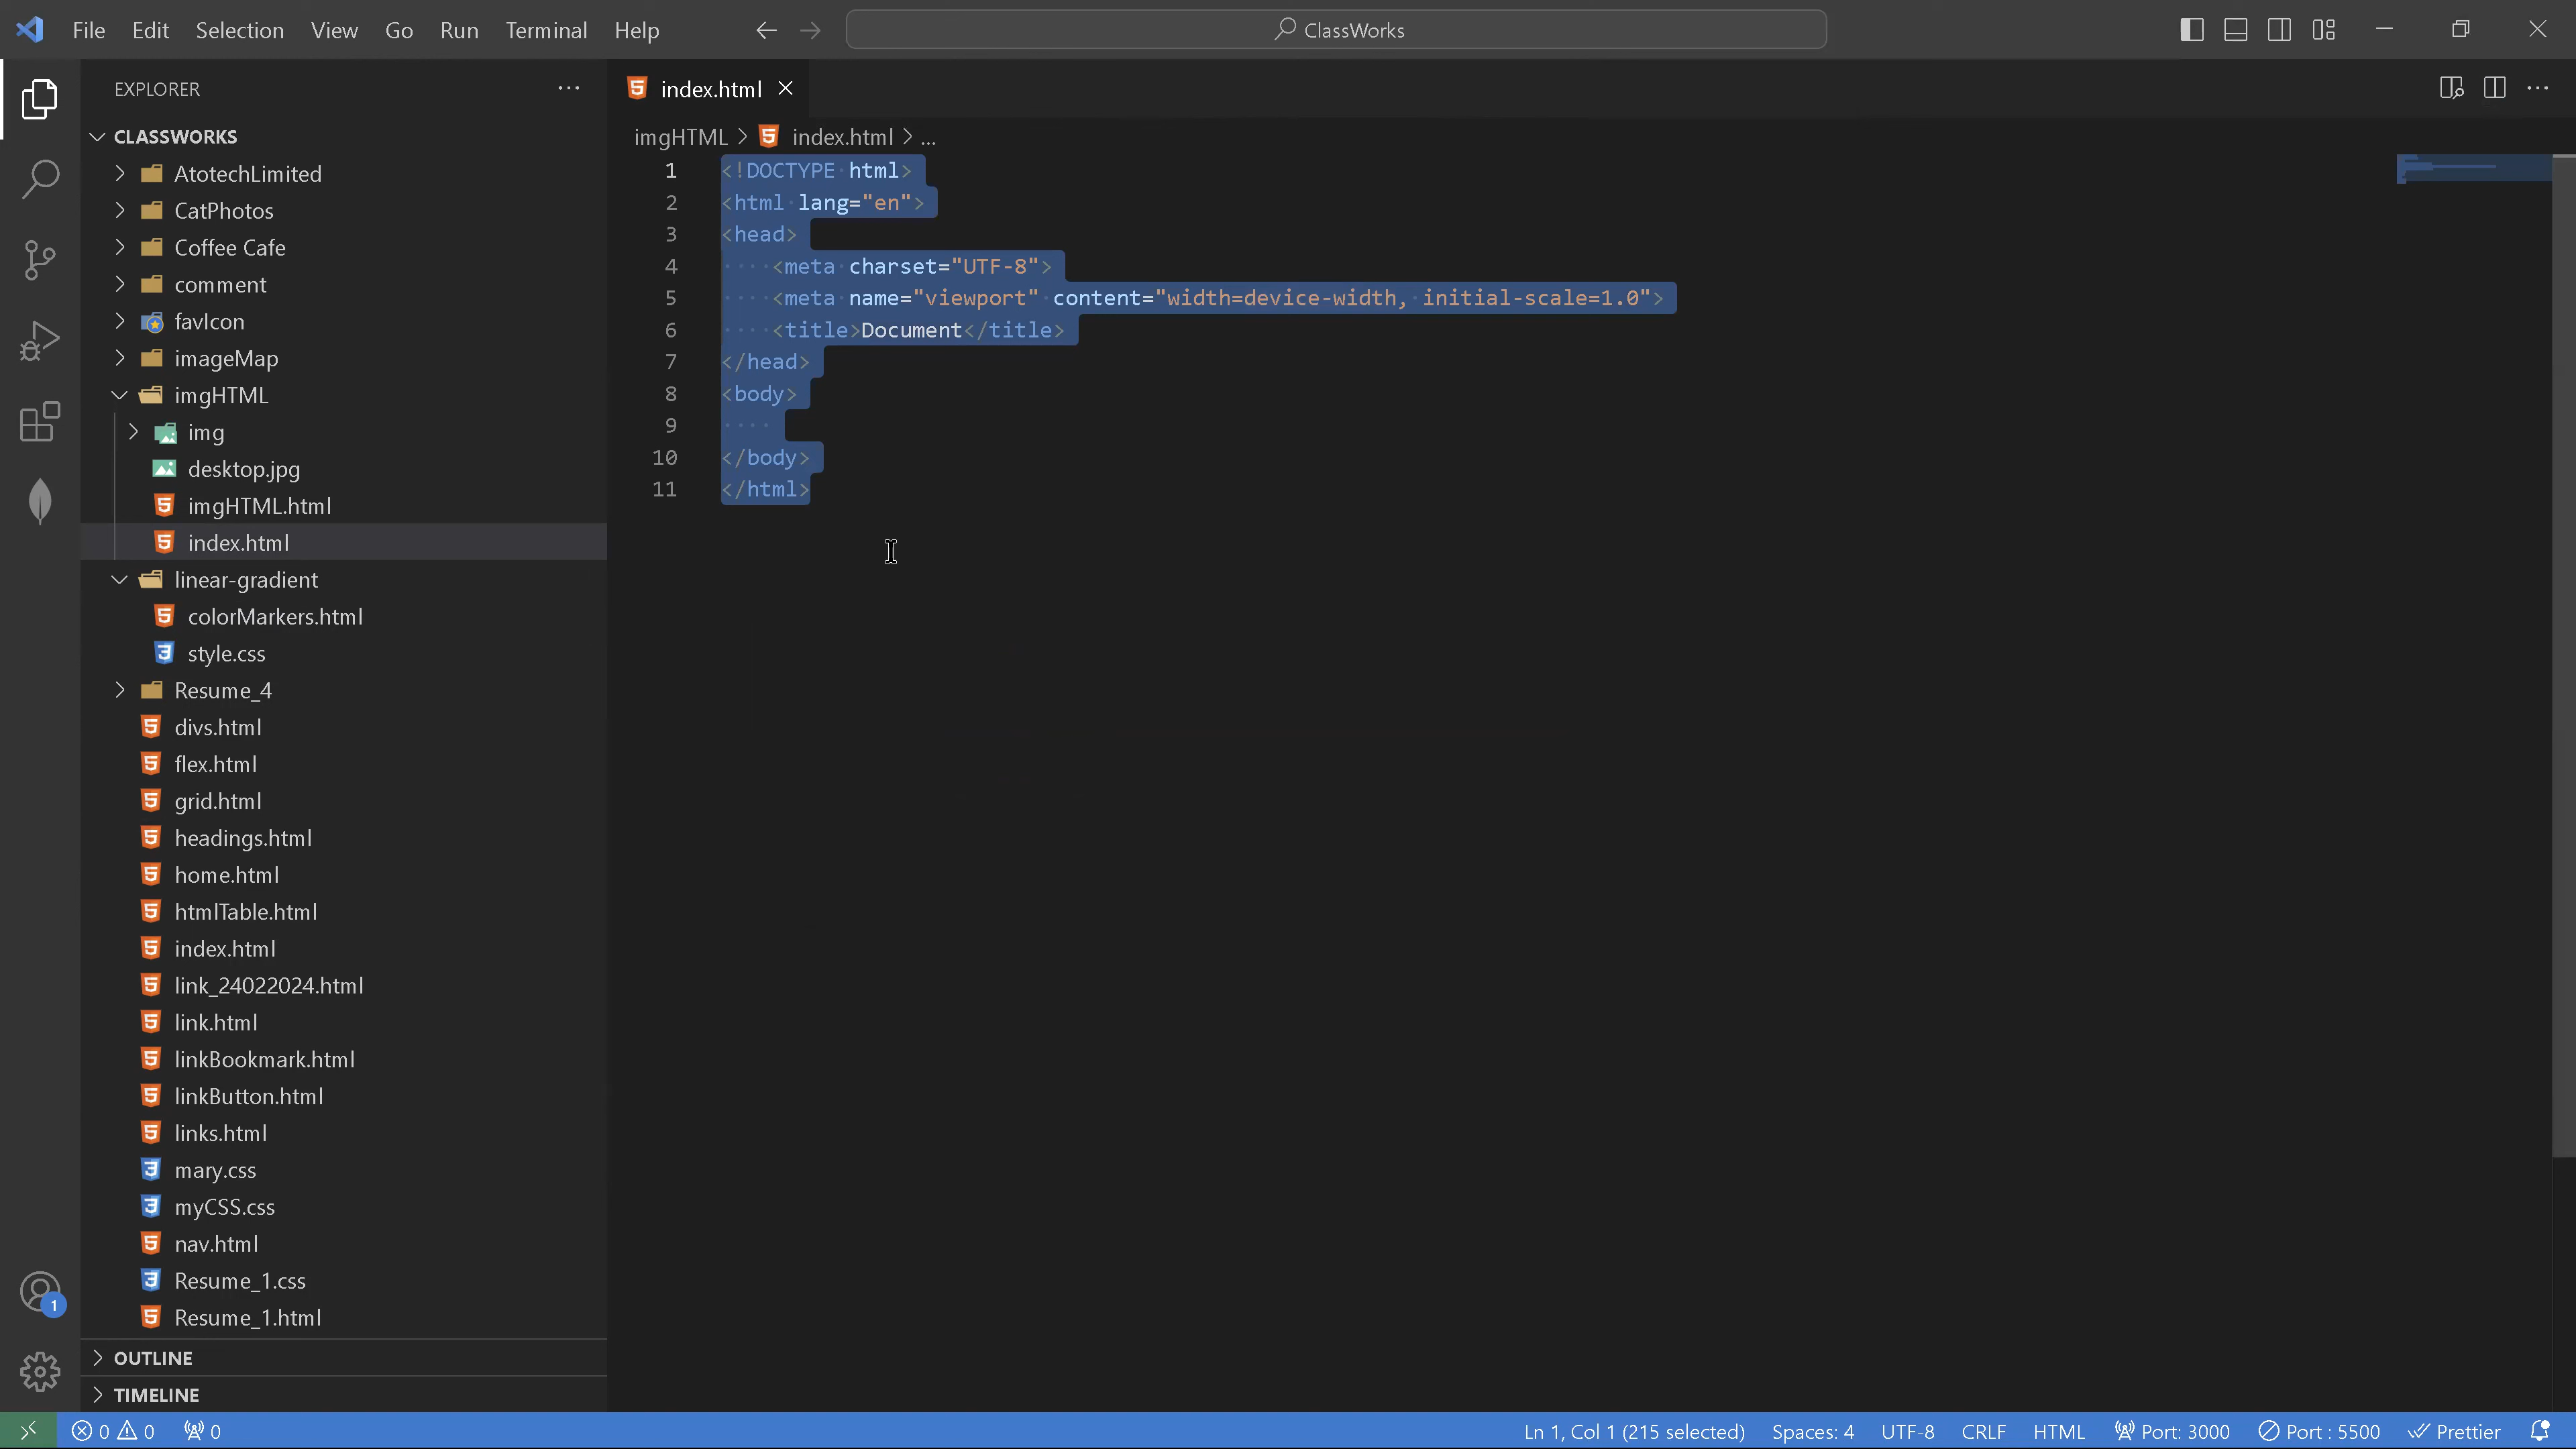 File Edit Selection View Go Run Terminal Help ClassWorks
EXPLORER
CLASSWORKS
AtotechLimited
CatPhotos
Coffee Cafe
comment
favIcon
imageMap
imgHTML
img
desktop.jpg
imgHTML.html
index.html
linear-gradient
colorMarkers.html
style.css
Resume_4
divs.html
flex.html
grid.html
headings.html
home.html
htmlTable.html
index.html
link_24022024.html
link.html
linkBookmark.html
linkButton.html
links.html
mary.css
myCSS.css
nav.html
Resume_1.css
Resume_1.html
OUTLINE
TIMELINE
1
index.html
imgHTML > index.html > ...
1 <!DOCTYPE html>
2 <html lang="en">
3 <head>
4 <meta charset="UTF-8">
5 <meta name="viewport" content="width=device-width, initial-scale=1.0">
6 <title>Document</title>
7 </head>
8 <body>
9
10 </body>
11 </html>
0 0 0 Ln 1, Col 1 (215 selected) Spaces: 4 UTF-8 CRLF HTML Port: 3000 Port : 5500 Prettier